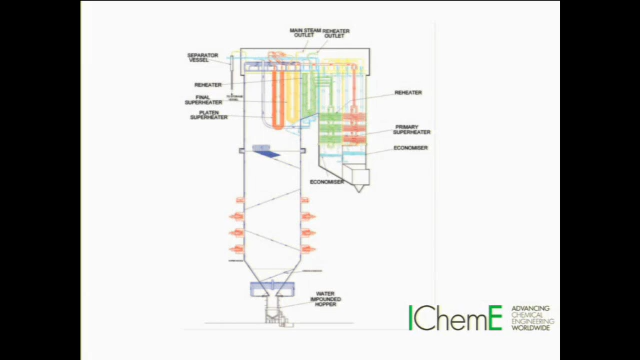 MAIN STEAM
OUTLET
REHEATER
OUTLET
SEPARATOR
VESSEL
REHEATER
FINAL
SUPERHEATER
PLATEN
SUPERHEATER
REHEATER
PRIMARY
SUPERHEATER
ECONOMISER
ECONOMISER
WATER
IMPOUNDED
HOPPER
IChemE
ADVANCING
CHEMICAL
ENGINEERING
WORLDWIDE